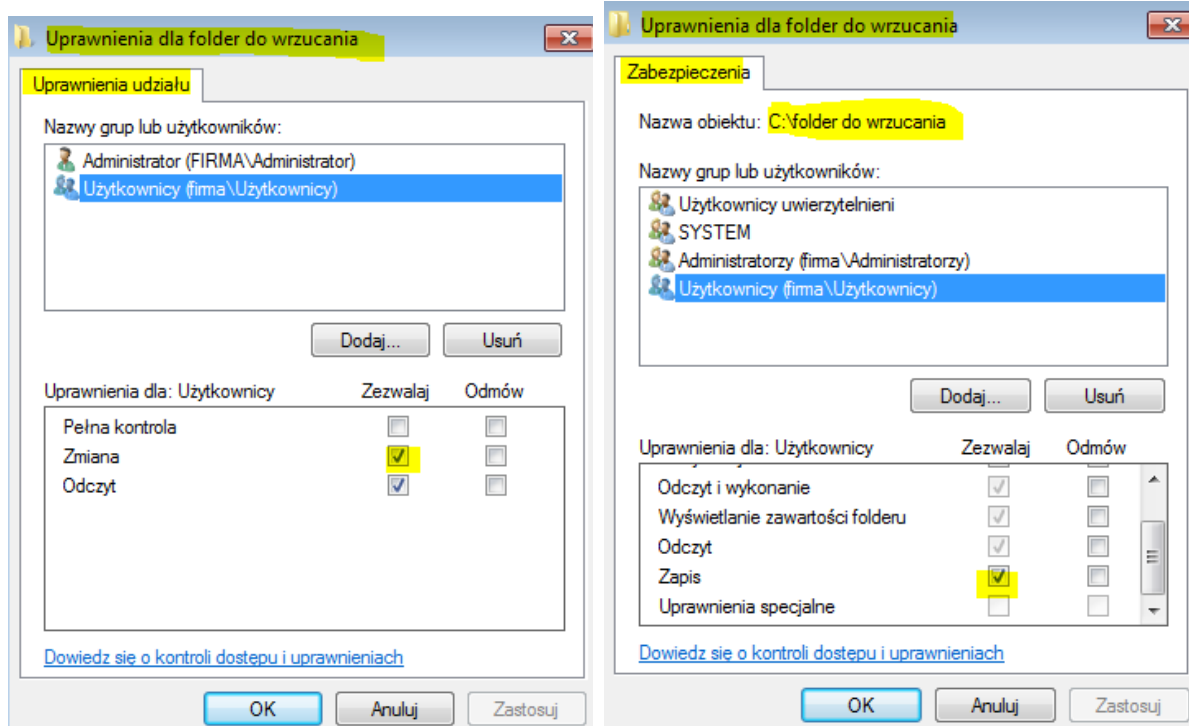 Uprawnienia dla folder do wrzucania
Uprawnienia udziału
Nazwy grup lub użytkowników:
Administrator (FIRMA\Administrator)
Użytkownicy (firma\Użytkownicy)
Dodaj...
Usuń
Uprawnienia dla: Użytkownicy
Zezwalaj
Odmów
Pełna kontrola
Zmiana
Odczyt
Dowiedz się o kontroli dostępu i uprawnieniach
OK
Anuluj
Zastosuj
Uprawnienia dla folder do wrzucania
Zabezpieczenia
Nazwa obiektu: C:\folder do wrzucania
Nazwy grup lub użytkowników:
Użytkownicy uwierzytelnieni
SYSTEM
Administratorzy (firma\Administratorzy)
Użytkownicy (firma\Użytkownicy)
Dodaj...
Usuń
Uprawnienia dla: Użytkownicy
Zezwalaj
Odmów
Odczyt i wykonanie
Wyświetlanie zawartości folderu
Odczyt
Zapis
Uprawnienia specjalne
Dowiedz się o kontroli dostępu i uprawnieniach
OK
Anuluj
Zastosuj